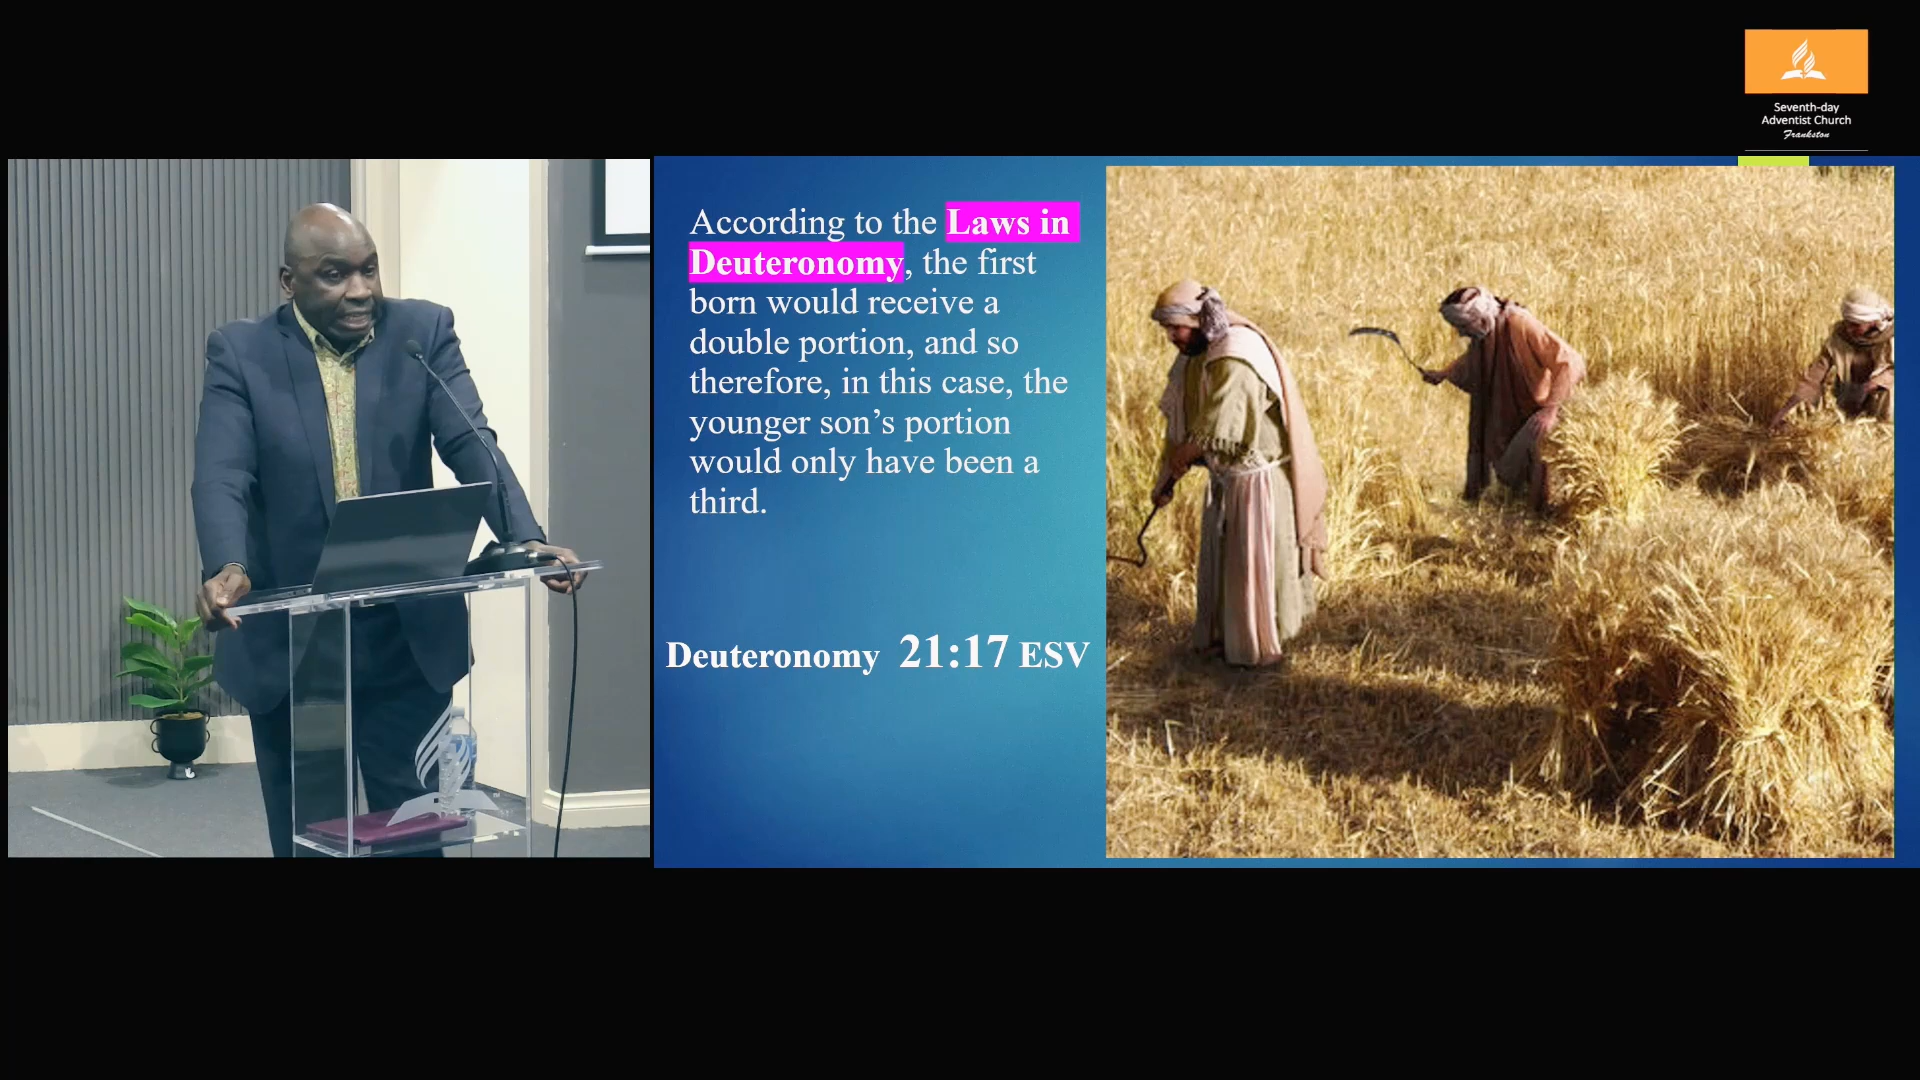 Seventh-day
Adventist Church
Frankston
According to the Laws in
Deuteronomy, the first
born would receive a
double portion, and so
therefore, in this case, the
younger son’s portion
would only have been a
third.
Deuteronomy 21:17 ESV